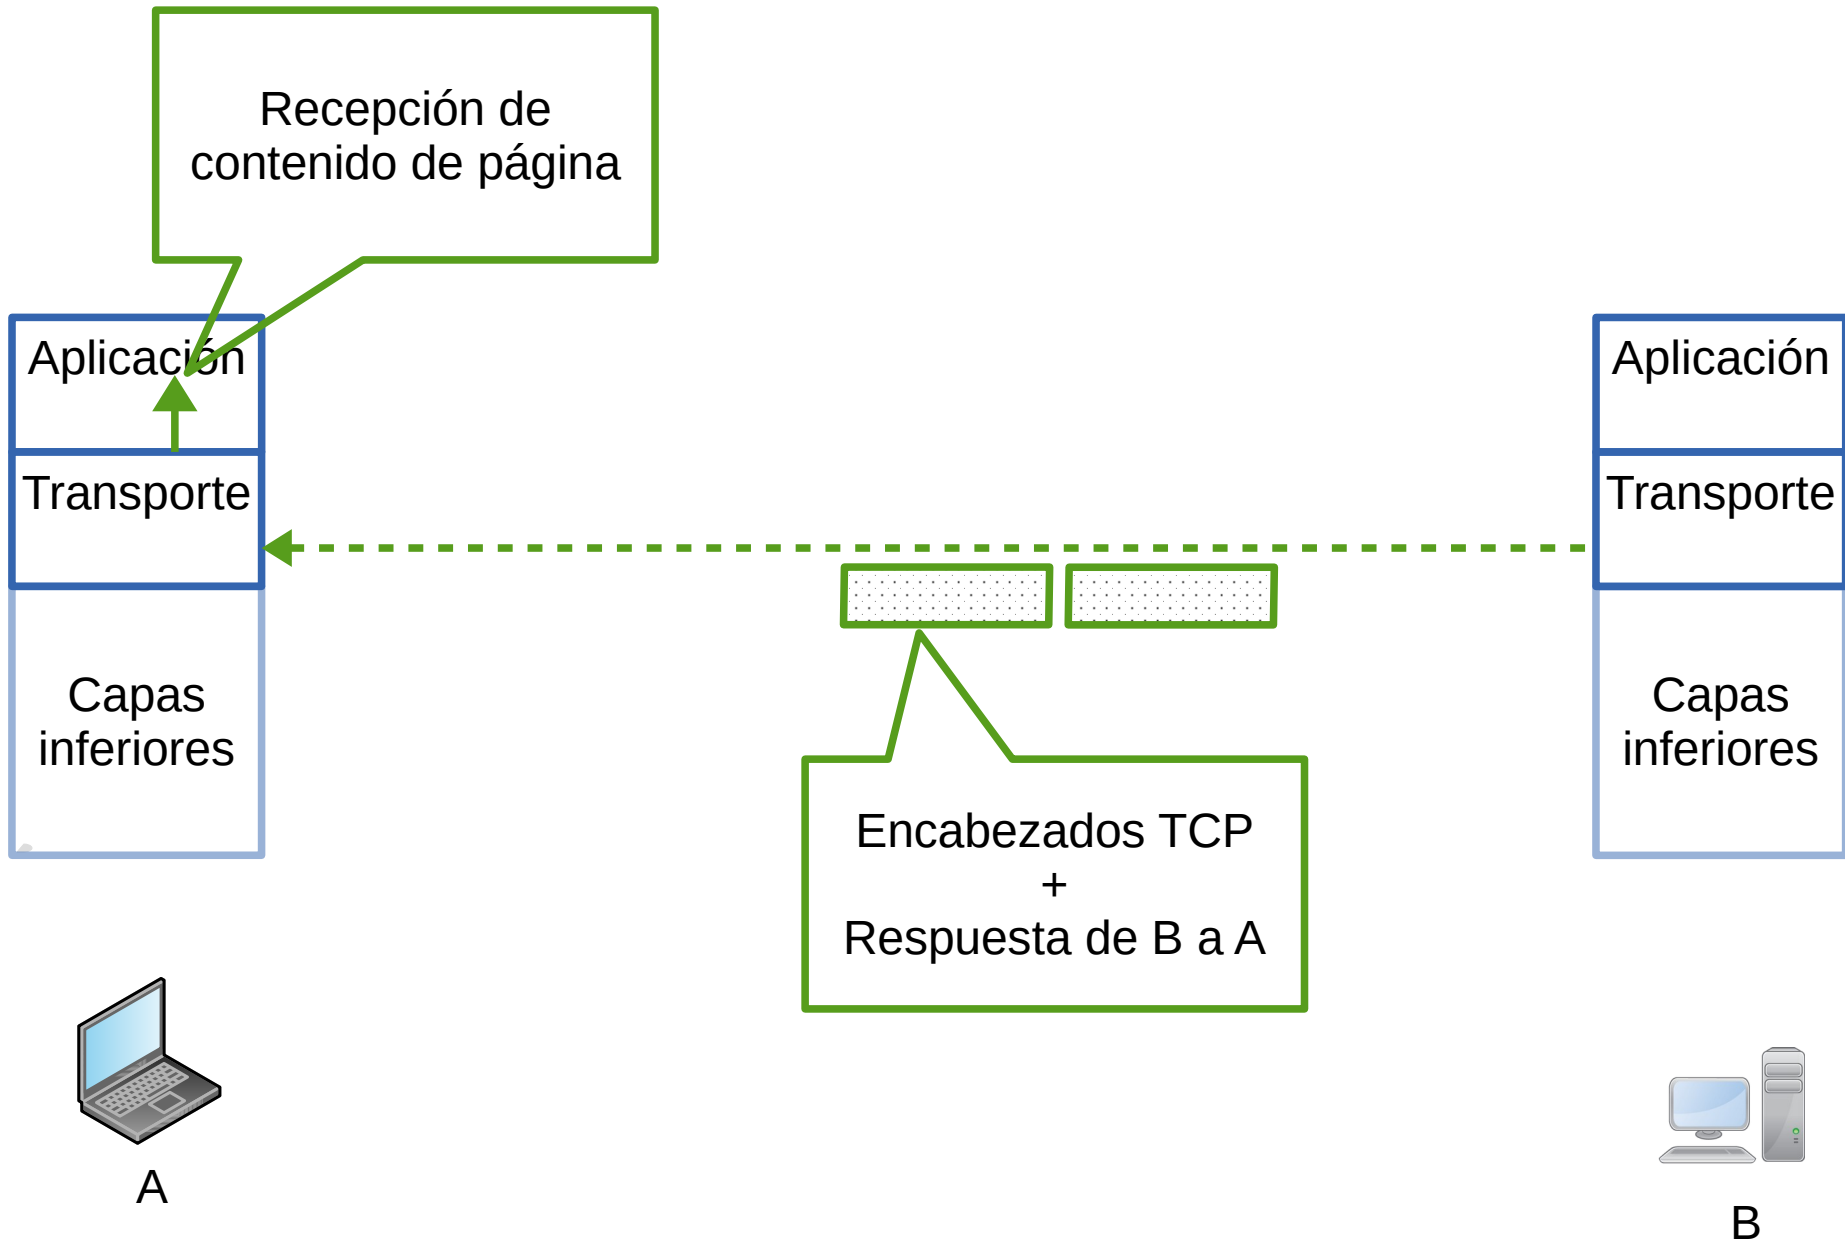 Recepción de
contenido de página
Aplicación
Transporte
Capas
inferiores
Encabezados TCP
+
Respuesta de B a A
Aplicación
Transporte
Capas
inferiores
A
B